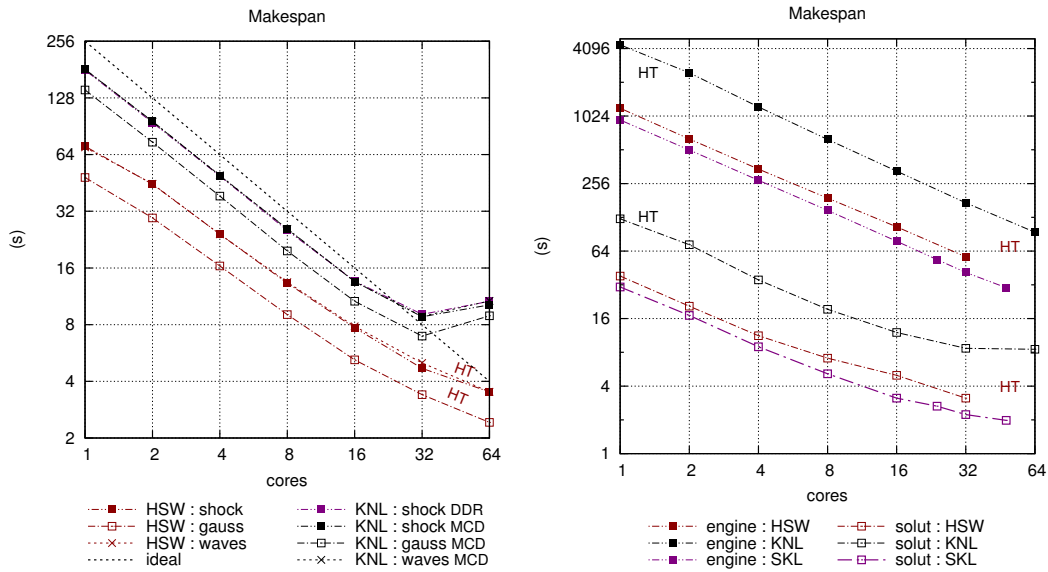 Makespan
256
128
64
32
16
8
4
2
(s)
HT
HT
1 2 4 8 16 32 64
cores
HSW : shock
HSW : gauss
HSW : waves
ideal
KNL : shock DDR
KNL : shock MCD
KNL : gauss MCD
KNL : waves MCD
Makespan
4096
1024
256
64
16
4
1
(s)
HT
HT
HT
HT
1 2 4 8 16 32 64
cores
engine : HSW
engine : KNL
engine : SKL
solut : HSW
solut : KNL
solut : SKL